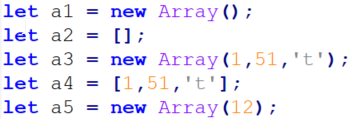 let a1 = new Array();
let a2 = [];
let a3 = new Array(1,51,'t');
let a4 = [1,51,'t'];
let a5 = new Array(12);